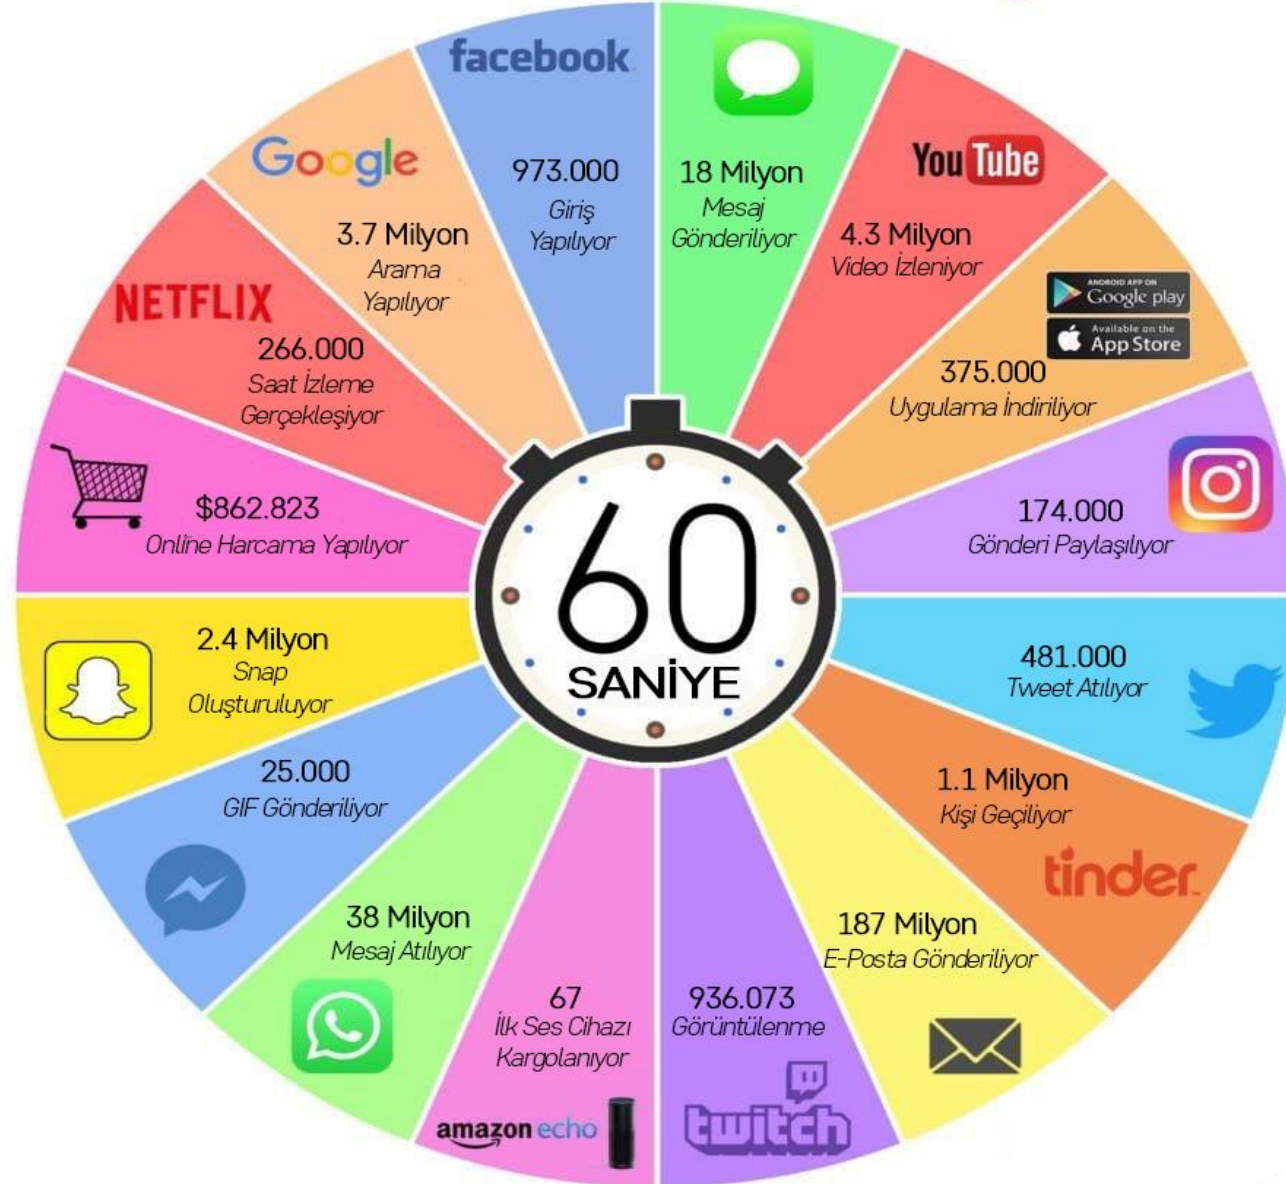 facebook
973.000
Giriş
Yapılıyor
18 Milyon
Mesaj
Gönderiliyor
You Tube
4.3 Milyon
Video İzleniyor
ANDROID APP ON
Google play
Available on the
App Store
375.000
Uygulama İndiriliyor
174.000
Gönderi Paylaşılıyor
481.000
Tweet Atılıyor
1.1 Milyon
Kişi Geçiliyor
tinder
187 Milyon
E-Posta Gönderiliyor
936.073
Görüntülenme
twitch
67
İlk Ses Cihazı
Kargolanıyor
amazon echo
38 Milyon
Mesaj Atılıyor
25.000
GIF Gönderiliyor
2.4 Milyon
Snap
Oluşturuluyor
$862.823
Online Harcama Yapılıyor
NETFLIX
266.000
Saat İzleme
Gerçekleşiyor
Google
3.7 Milyon
Arama
Yapılıyor
60
SANİYE